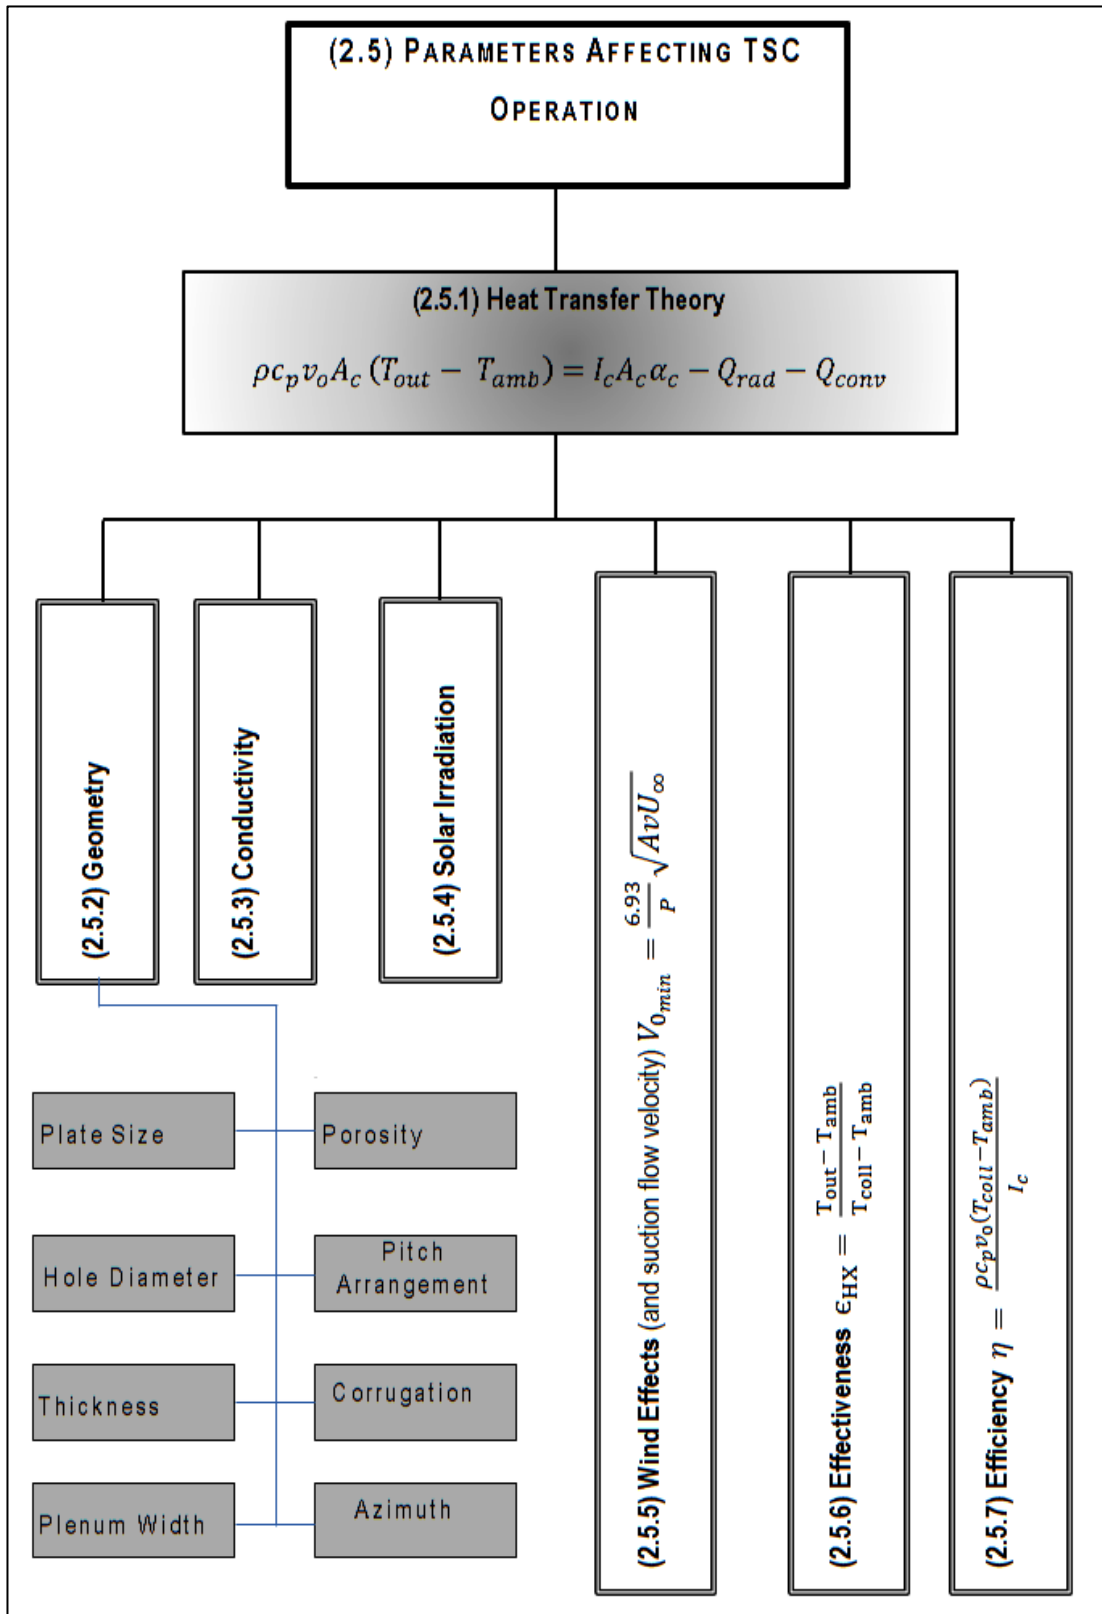 (2.5) PARAMETERS AFFECTING TSC
OPERATION
(2.5.1) Heat Transfer Theory
ρc_p v_o A_c (T_out − T_amb) = I_c A_c α_c − Q_rad − Q_conv
(2.5.2) Geometry
(2.5.3) Conductivity
(2.5.4) Solar Irradiation
(2.5.5) Wind Effects (and suction flow velocity) V_0_min = 6.93/P √AvU_∞
(2.5.6) Effectiveness ϵ_HX = (T_out − T_amb)/(T_coll − T_amb)
(2.5.7) Efficiency η = ρc_p v_0(T_coll − T_amb)/I_c
Plate Size
Porosity
Hole Diameter
Pitch
Arrangement
Thickness
Corrugation
Plenum Width
Azimuth